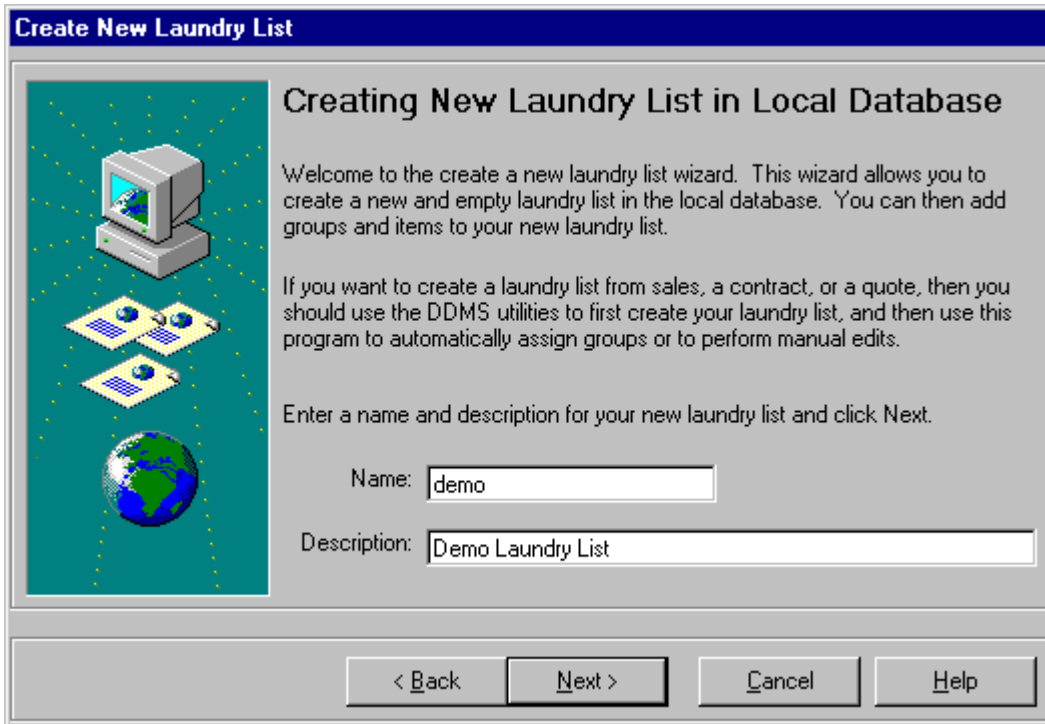 Create New Laundry List
Creating New Laundry List in Local Database
Welcome to the create a new laundry list wizard. This wizard allows you to
create a new and empty laundry list in the local database. You can then add
groups and items to your new laundry list.
If you want to create a laundry list from sales, a contract, or a quote, then you
should use the DDMS utilities to first create your laundry list, and then use this
program to automatically assign groups or to perform manual edits.
Enter a name and description for your new laundry list and click Next.
Name: demo
Description: Demo Laundry List
< Back Next > Cancel Help